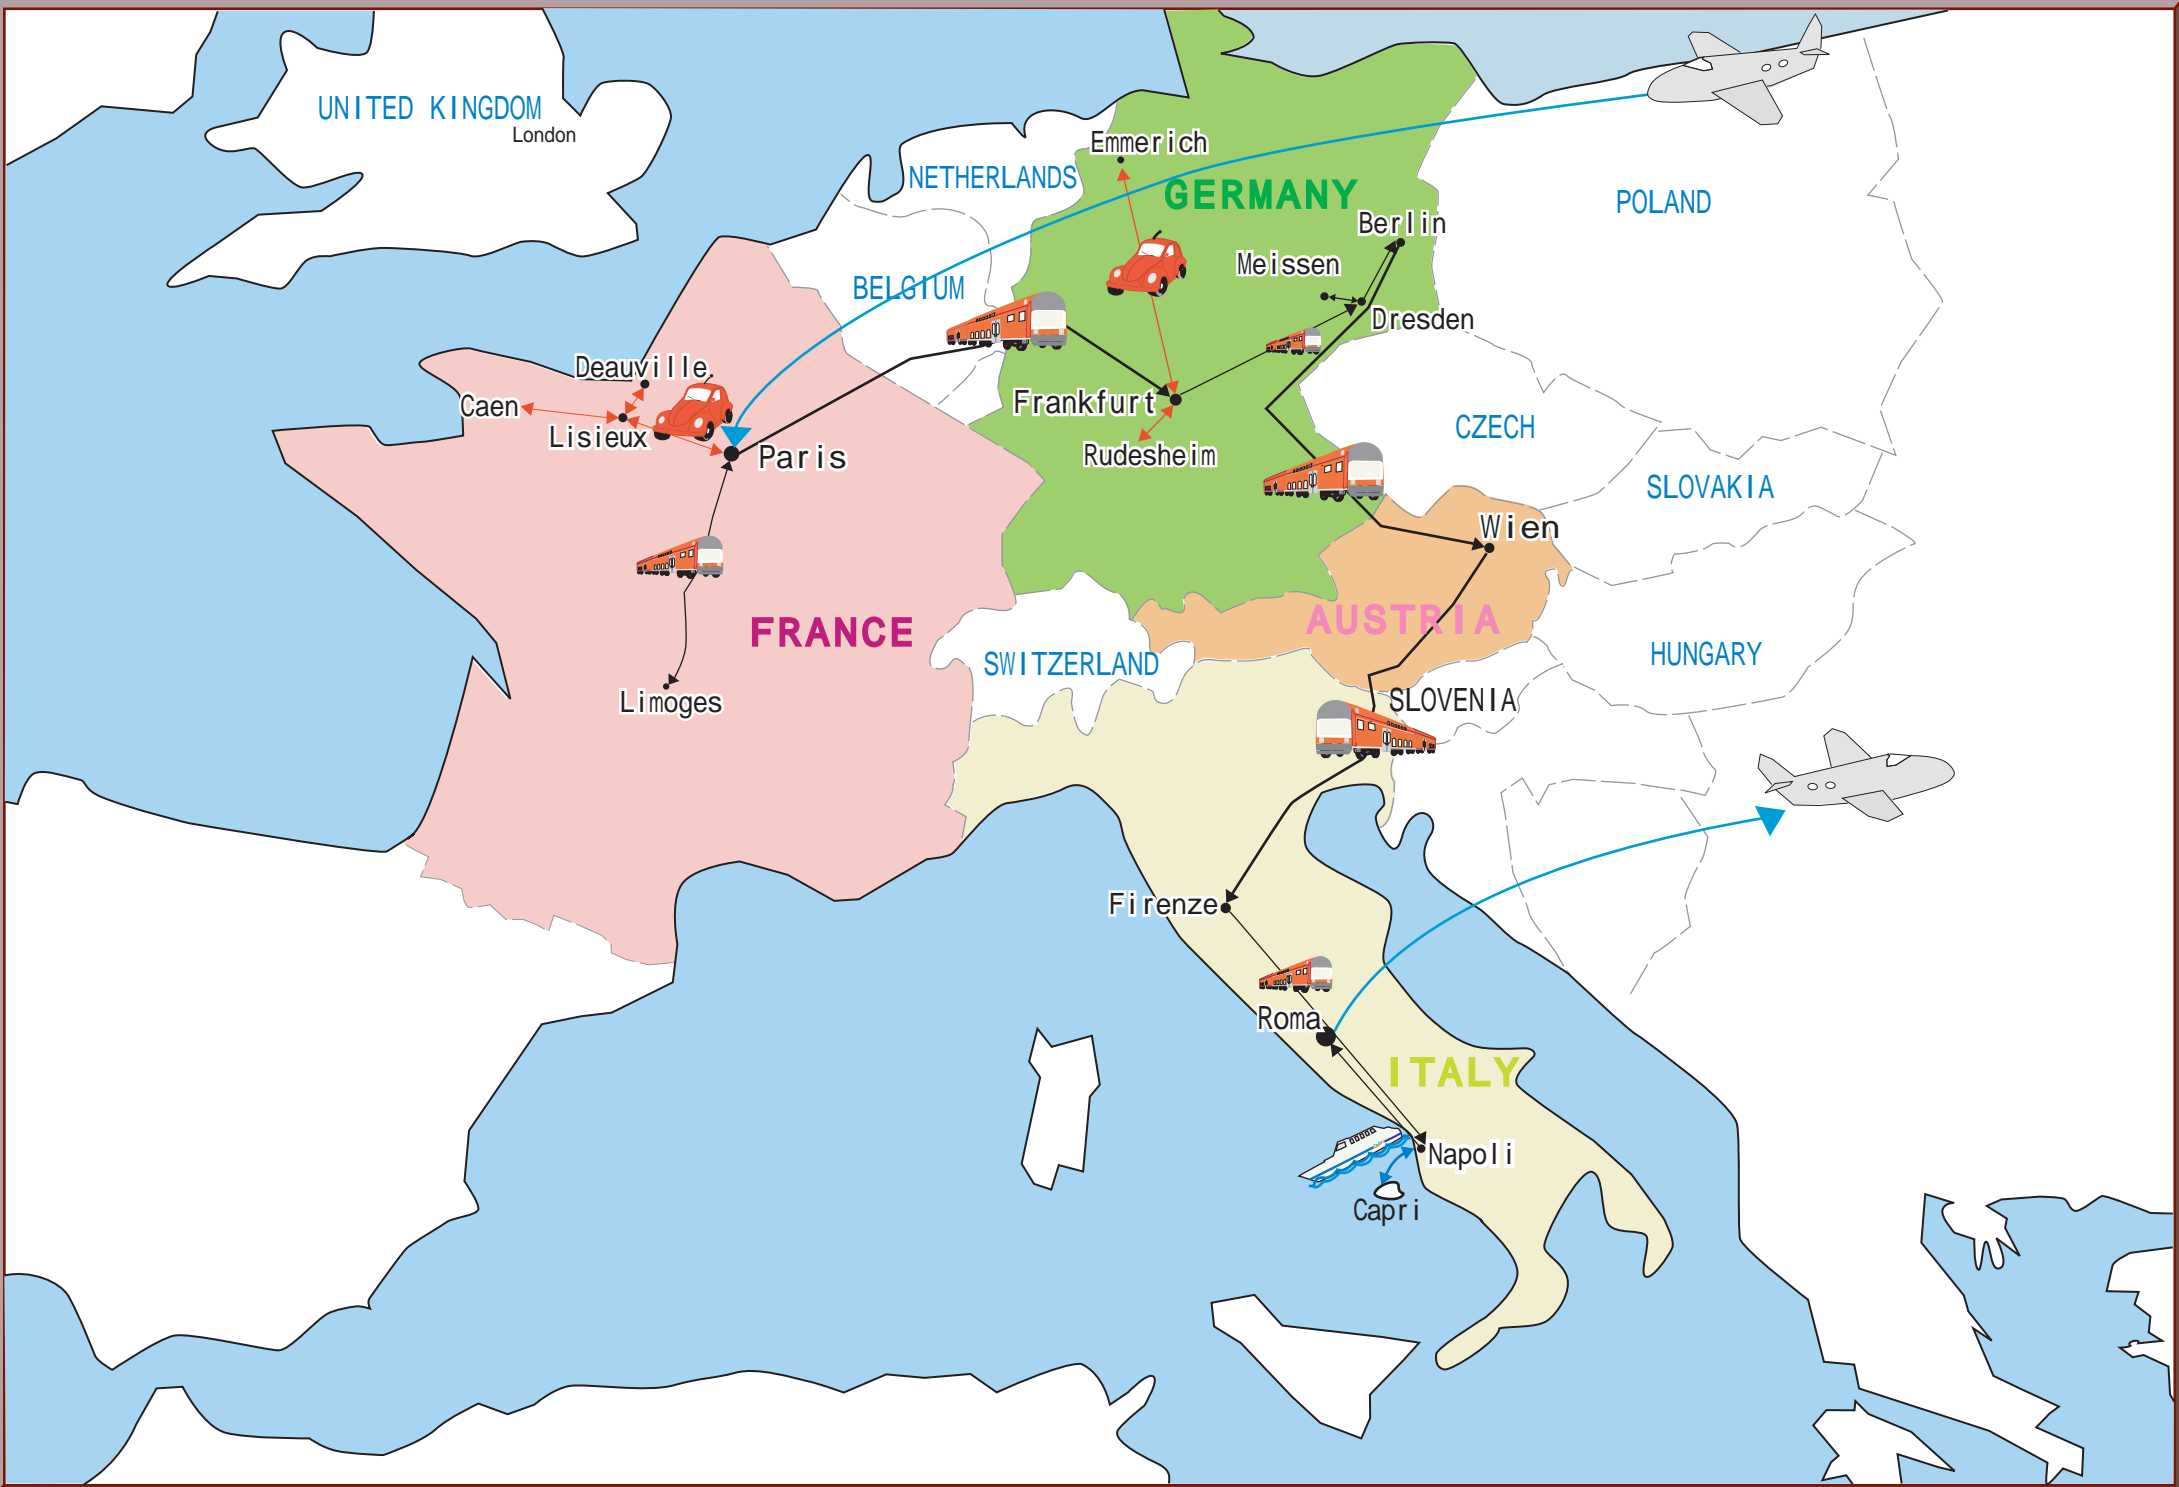 UNITED KINGDOM
London
Emmerich
NETHERLANDS
GERMANY
POLAND
Berlin
Meissen
BELGIUM
Dresden
Deauville
Caen
Frankfurt
Lisieux
CZECH
Rudesheim
Paris
SLOVAKIA
Wien
AUSTRIA
FRANCE
HUNGARY
SWITZERLAND
SLOVENIA
Limoges
Firenze
Roma
ITALY
Napoli
Capri